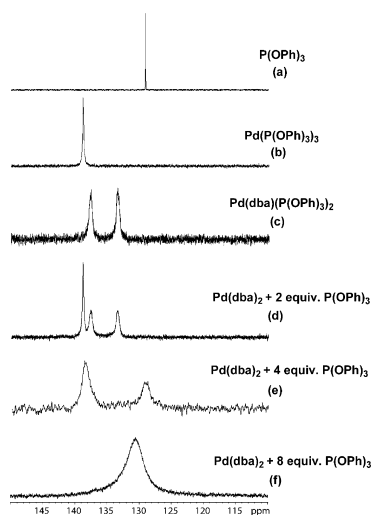 P(OPh)3
(a)
Pd(P(OPh)3)3
(b)
Pd(dba)(P(OPh)3)2
(c)
Pd(dba)2 + 2 equiv. P(OPh)3
(d)
Pd(dba)2 + 4 equiv. P(OPh)3
(e)
Pd(dba)2 + 8 equiv. P(OPh)3
(f)
145 140 135 130 125 120 115 ppm